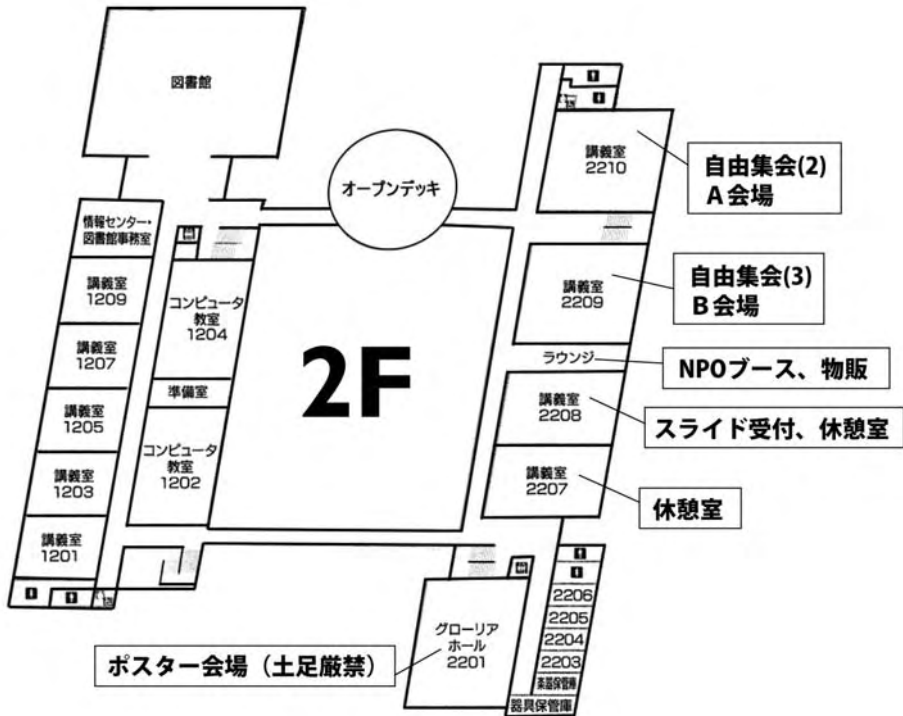 図書館
オープンデッキ
情報センター・
図書館事務室
講義室
1209
講義室
1207
講義室
1205
講義室
1203
講義室
1201
コンピュータ
教室
1204
準備室
コンピュータ
教室
1202
2F
講義室
2210
自由集会(2)
A会場
講義室
2209
自由集会(3)
B会場
ラウンジ
NPOブース、物販
講義室
2208
スライド受付、休憩室
講義室
2207
休憩室
2206
2205
2204
2203
楽器保管庫
器具保管庫
グローリア
ホール
2201
ポスター会場（土足厳禁）